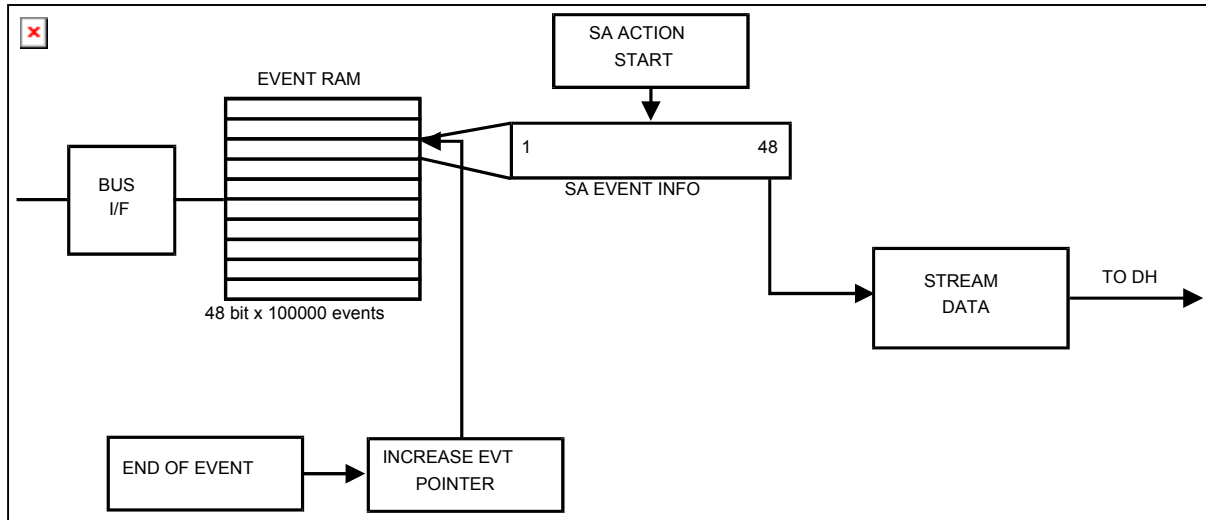 SA ACTION
START
EVENT RAM
1 48
BUS
I/F
SA EVENT INFO
STREAM
DATA
TO DH
48 bit x 100000 events
END OF EVENT
INCREASE EVT
POINTER